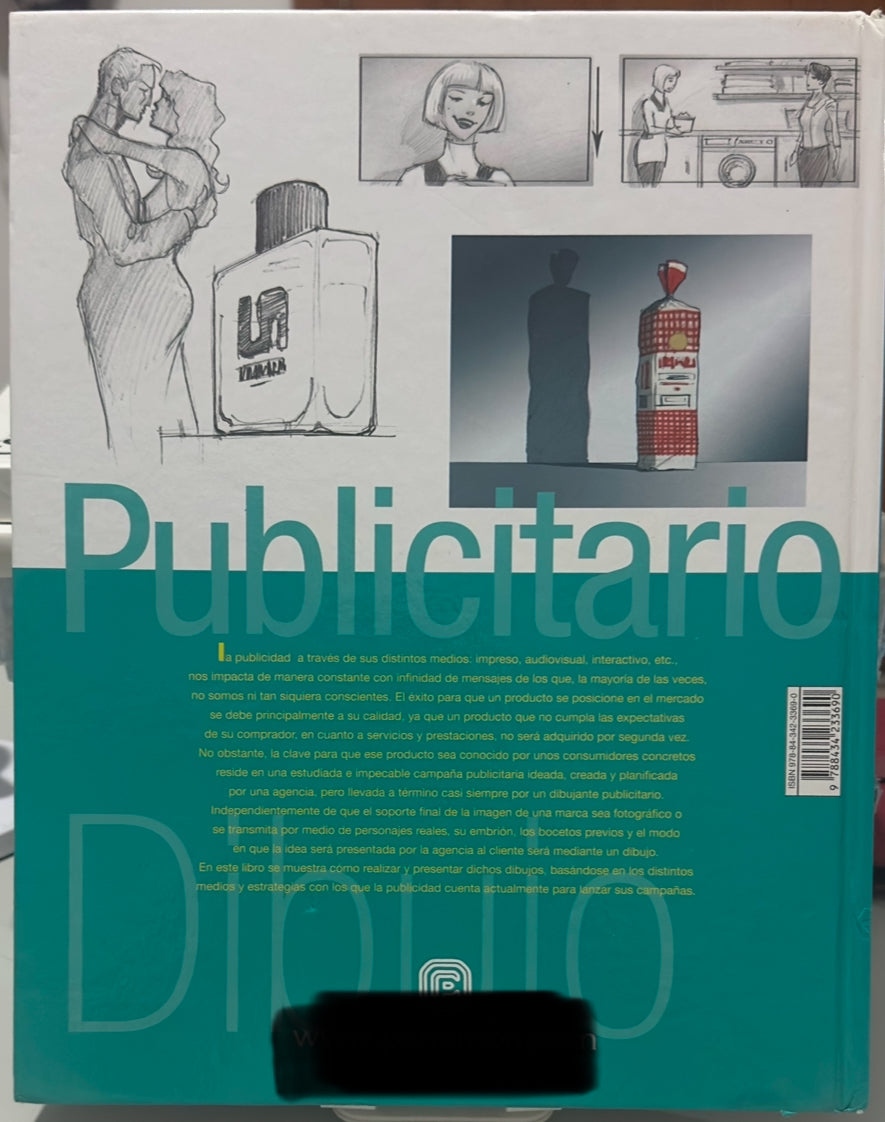 Publicitario
La publicidad a través de sus distintos medios: impreso, audiovisual, interactivo, etc.,
nos impacta de manera constante con infinidad de mensajes de los que, la mayoría de las veces,
no somos ni tan siquiera conscientes. El éxito para que un producto se posicione en el mercado
se debe principalmente a su calidad, ya que un producto que no cumpla las expectativas
de su comprador, en cuanto a servicios y prestaciones, no será adquirido por segunda vez.
No obstante, la clave para que ese producto sea conocido por unos consumidores concretos
reside en una estudiada e impecable campaña publicitaria ideada, creada y planificada
por una agencia, pero llevada a término casi siempre por un dibujante publicitario.
Independientemente de que el soporte final de la imagen de una marca sea fotográfico o
se transmita por medio de personajes reales, su embrión, los bocetos previos y el modo
en que la idea será presentada por la agencia al cliente será mediante un dibujo.
En este libro se muestra cómo realizar y presentar dichos dibujos, basándose en los distintos
medios y estrategias con los que la publicidad cuenta actualmente para lanzar sus campañas.
ISBN 978-84-342-3369-0
9 788434 233690
Dibujo